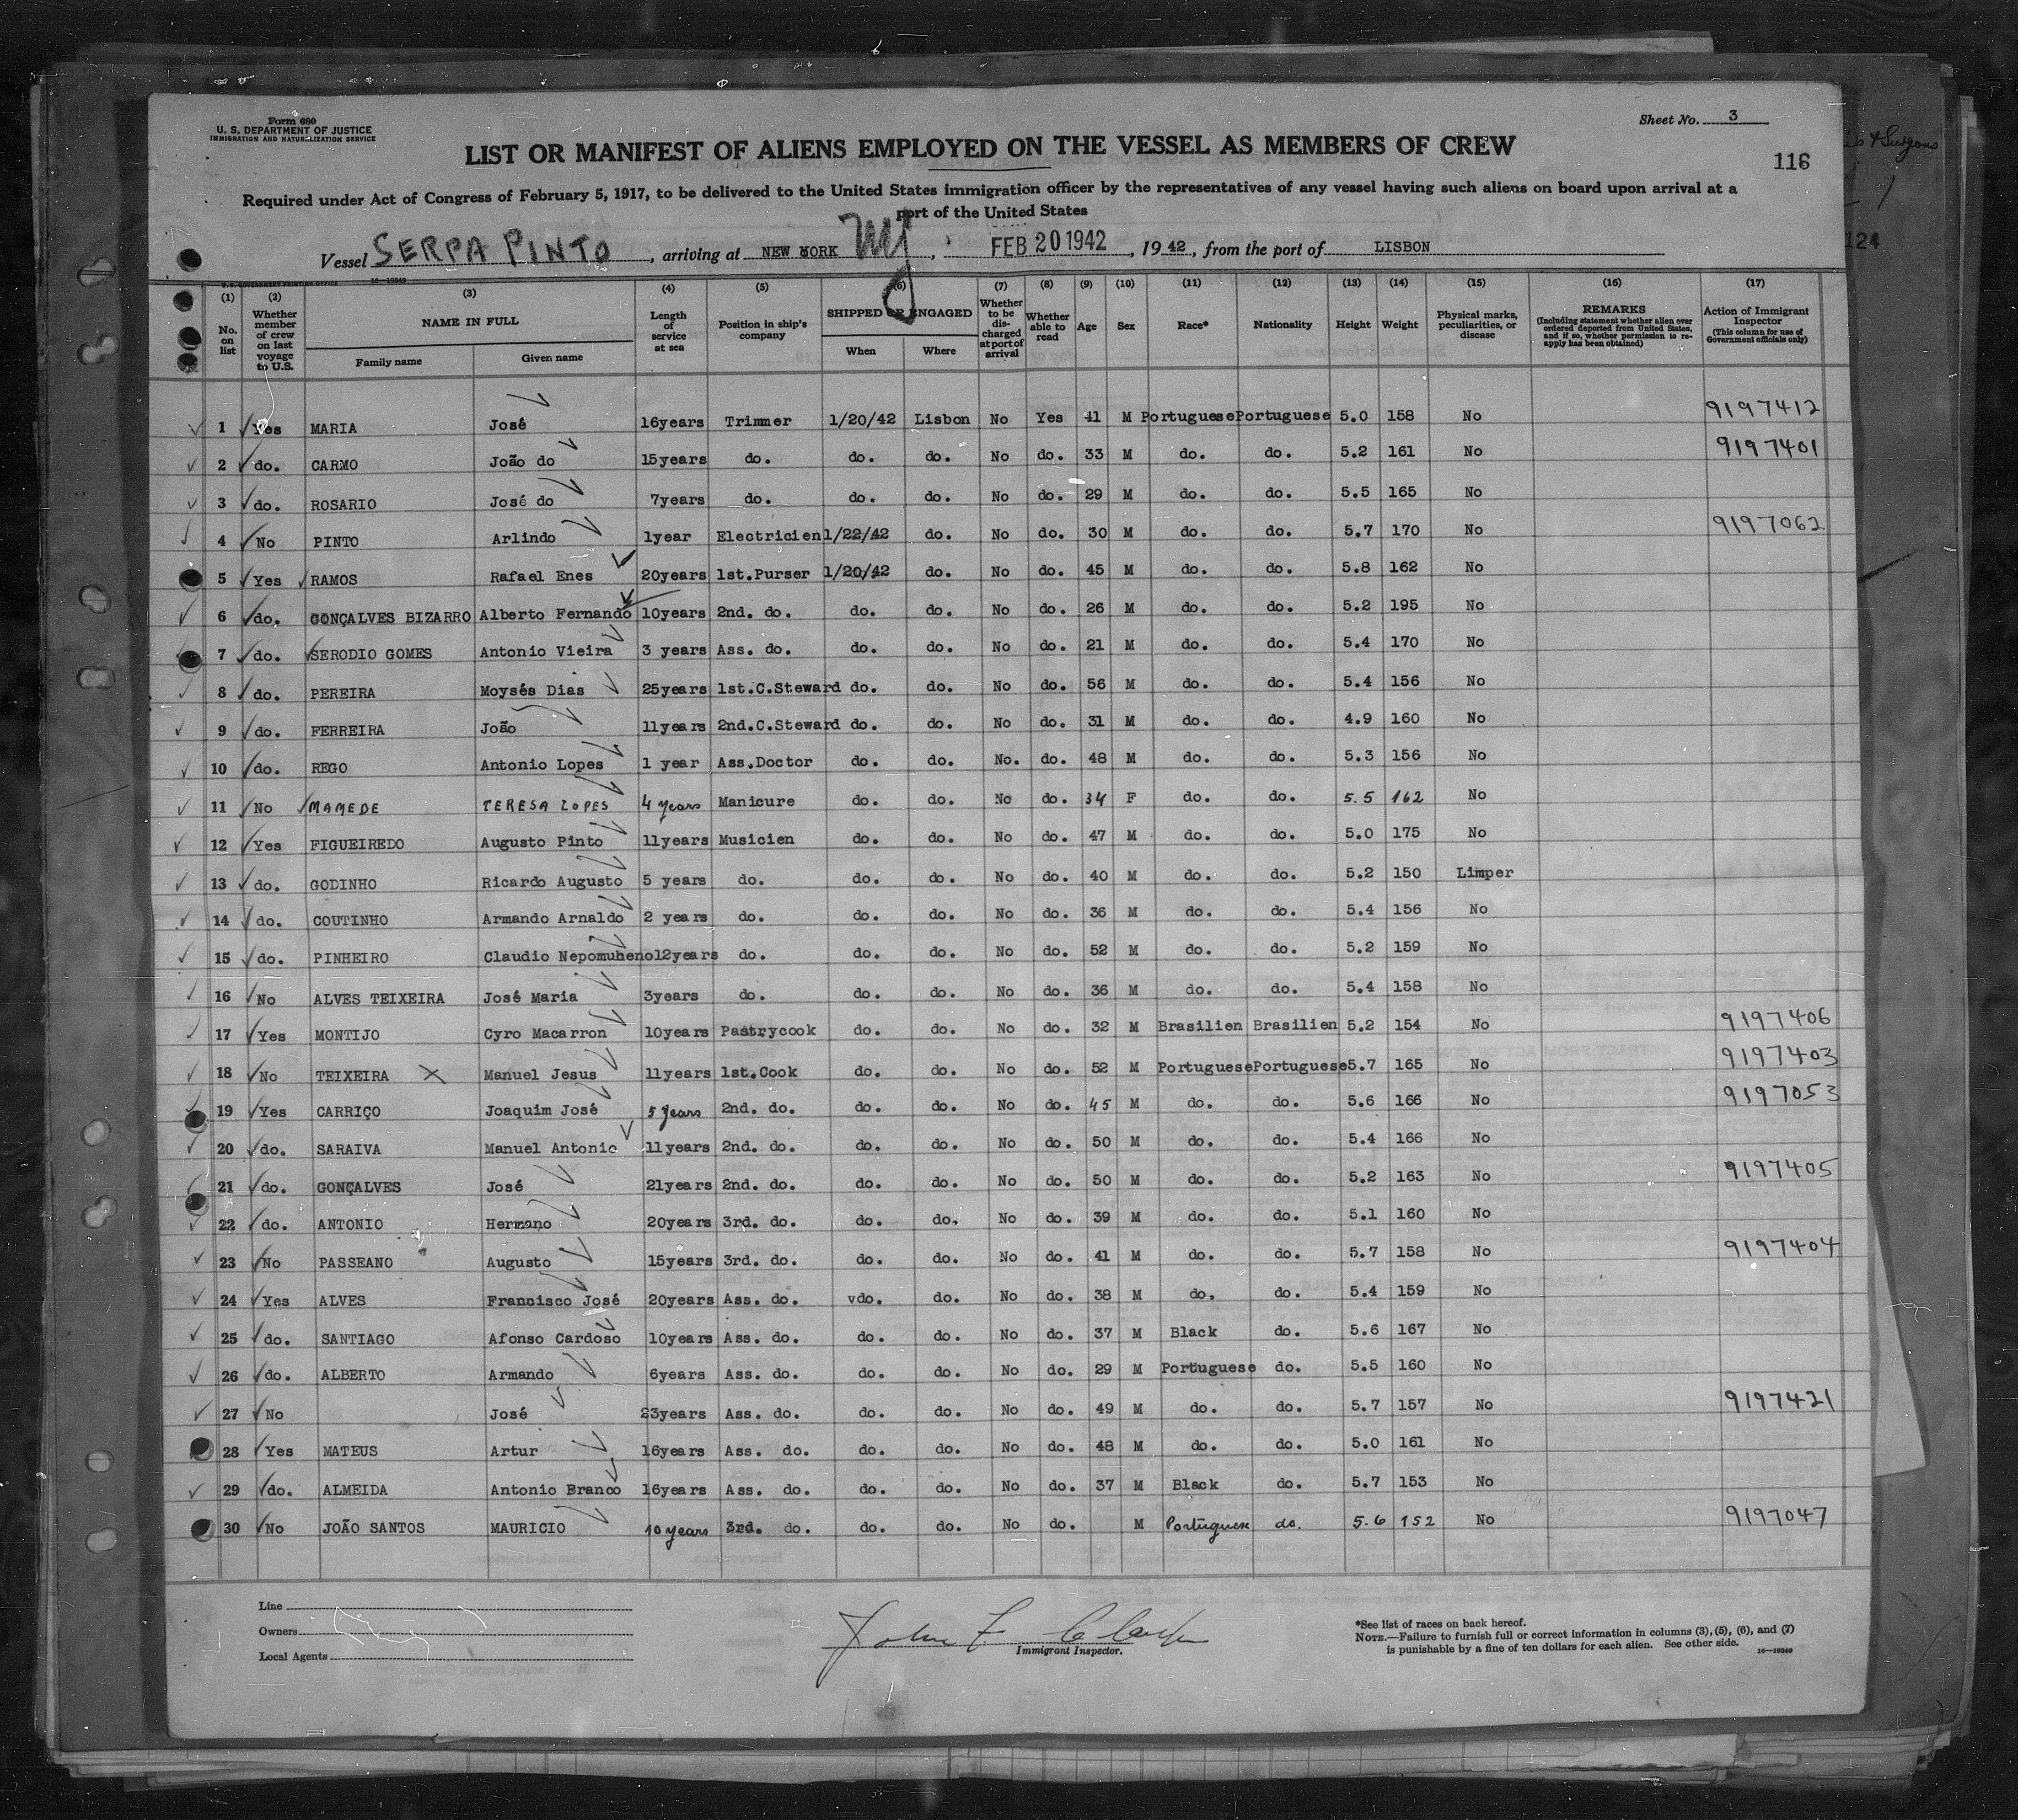 Form 680
U. S. DEPARTMENT OF JUSTICE
IMMIGRATION AND NATURALIZATION SERVICE
Sheet No. 3
LIST OR MANIFEST OF ALIENS EMPLOYED ON THE VESSEL AS MEMBERS OF CREW
116
Required under Act of Congress of February 5, 1917, to be delivered to the United States immigration officer by the representatives of any vessel having such aliens on board upon arrival at a
port of the United States
Vessel SERPA PINTO, arriving at NEW YORK, FEB 20 1942, 1942, from the port of LISBON
124
(1) No. on list
(2) Whether member of crew on last voyage to U.S.
(3) NAME IN FULL Family name Given name
(4) Length of service at sea
(5) Position in ship's company
(6) SHIPPED OR ENGAGED When Where
(7) Whether to be discharged at port of arrival
(8) Whether able to read
(9) Age
(10) Sex
(11) Race*
(12) Nationality
(13) Height
(14) Weight
(15) Physical marks, peculiarities, or disease
(16) REMARKS (Including statement whether alien ever ordered deported from United States, and if so, whether permission to re-apply has been obtained)
(17) Action of Immigrant Inspector (This column for use of Government officials only)
1 Yes MARIA José 16years Trimmer 1/20/42 Lisbon No Yes 41 M Portuguese Portuguese 5.0 158 No 9197412
2 do. CARMO João do 15years do. do. do. No do. 33 M do. do. 5.2 161 No 9197401
3 do. ROSARIO José do 7years do. do. do. No do. 29 M do. do. 5.5 165 No
4 No PINTO Arlindo 1year Electricien 1/22/42 do. No do. 30 M do. do. 5.7 170 No 9197062
5 Yes RAMOS Rafael Enes 20years 1st.Purser 1/20/42 do. No do. 45 M do. do. 5.8 162 No
6 do. GONÇALVES BIZARRO Alberto Fernando 10years 2nd. do. do. do. No do. 26 M do. do. 5.2 195 No
7 do. SERODIO GOMES Antonio Vieira 3 years Ass. do. do. do. No do. 21 M do. do. 5.4 170 No
8 do. PEREIRA Moysés Dias 25years 1st.C.Steward do. do. No do. 56 M do. do. 5.4 156 No
9 do. FERREIRA João 11years 2nd.C.Steward do. do. No do. 31 M do. do. 4.9 160 No
10 do. REGO Antonio Lopes 1 year Ass.Doctor do. do. No. do. 48 M do. do. 5.3 156 No
11 No MAMEDE TERESA LOPES 4 years Manicure do. do. No do. 34 F do. do. 5.5 162 No
12 Yes FIGUEIREDO Augusto Pinto 11years Musicien do. do. No do. 47 M do. do. 5.0 175 No
13 do. GODINHO Ricardo Augusto 5 years do. do. do. No do. 40 M do. do. 5.2 150 Limper
14 do. COUTINHO Armando Arnaldo 2 years do. do. do. No do. 36 M do. do. 5.4 156 No
15 do. PINHEIRO Claudio Nepomuheno 12years do. do. do. No do. 52 M do. do. 5.2 159 No
16 No ALVES TEIXEIRA José Maria 3years do. do. do. No do. 36 M do. do. 5.4 158 No
17 Yes MONTIJO Cyro Macarron 10years Pastrycook do. do. No do. 32 M Brasilien Brasilien 5.2 154 No 9197406
18 No TEIXEIRA X Manuel Jesus 11years 1st.Cook do. do. No do. 52 M Portuguese Portuguese 5.7 165 No 9197403
19 Yes CARRIÇO Joaquim José 5 years 2nd. do. do. do. No do. 45 M do. do. 5.6 166 No 9197053
20 do. SARAIVA Manuel Antonio 11years 2nd. do. do. do. No do. 50 M do. do. 5.4 166 No
21 do. GONÇALVES José 21years 2nd. do. do. do. No do. 50 M do. do. 5.2 163 No 9197405
22 do. ANTONIO Hermano 20years 3rd. do. do. do. No do. 39 M do. do. 5.1 160 No
23 No PASSEANO Augusto 15years 3rd. do. do. do. No do. 41 M do. do. 5.7 158 No 9197404
24 Yes ALVES Francisco José 20years Ass. do. vdo. do. No do. 38 M do. do. 5.4 159 No
25 do. SANTIAGO Afonso Cardoso 10years Ass. do. do. do. No do. 37 M Black do. 5.6 167 No
26 do. ALBERTO Armando 6years Ass. do. do. do. No do. 29 M Portuguese do. 5.5 160 No
27 No José 23years Ass. do. do. do. No do. 49 M do. do. 5.7 157 No 9197421
28 Yes MATEUS Artur 16years Ass. do. do. do. No do. 48 M do. do. 5.0 161 No
29 do. ALMEIDA Antonio Branco 16years Ass. do. do. do. No do. 37 M Black do. 5.7 153 No
30 No JOÃO SANTOS MAURICIO 10 years 3rd. do. do. do. No do. M Portuguese do. 5.6 152 No 9197047
Line
Owners
Local Agents
John F. Clark
Immigrant Inspector.
*See list of races on back hereof.
NOTE.—Failure to furnish full or correct information in columns (3), (5), (6), and (7)
is punishable by a fine of ten dollars for each alien. See other side.
16—10349